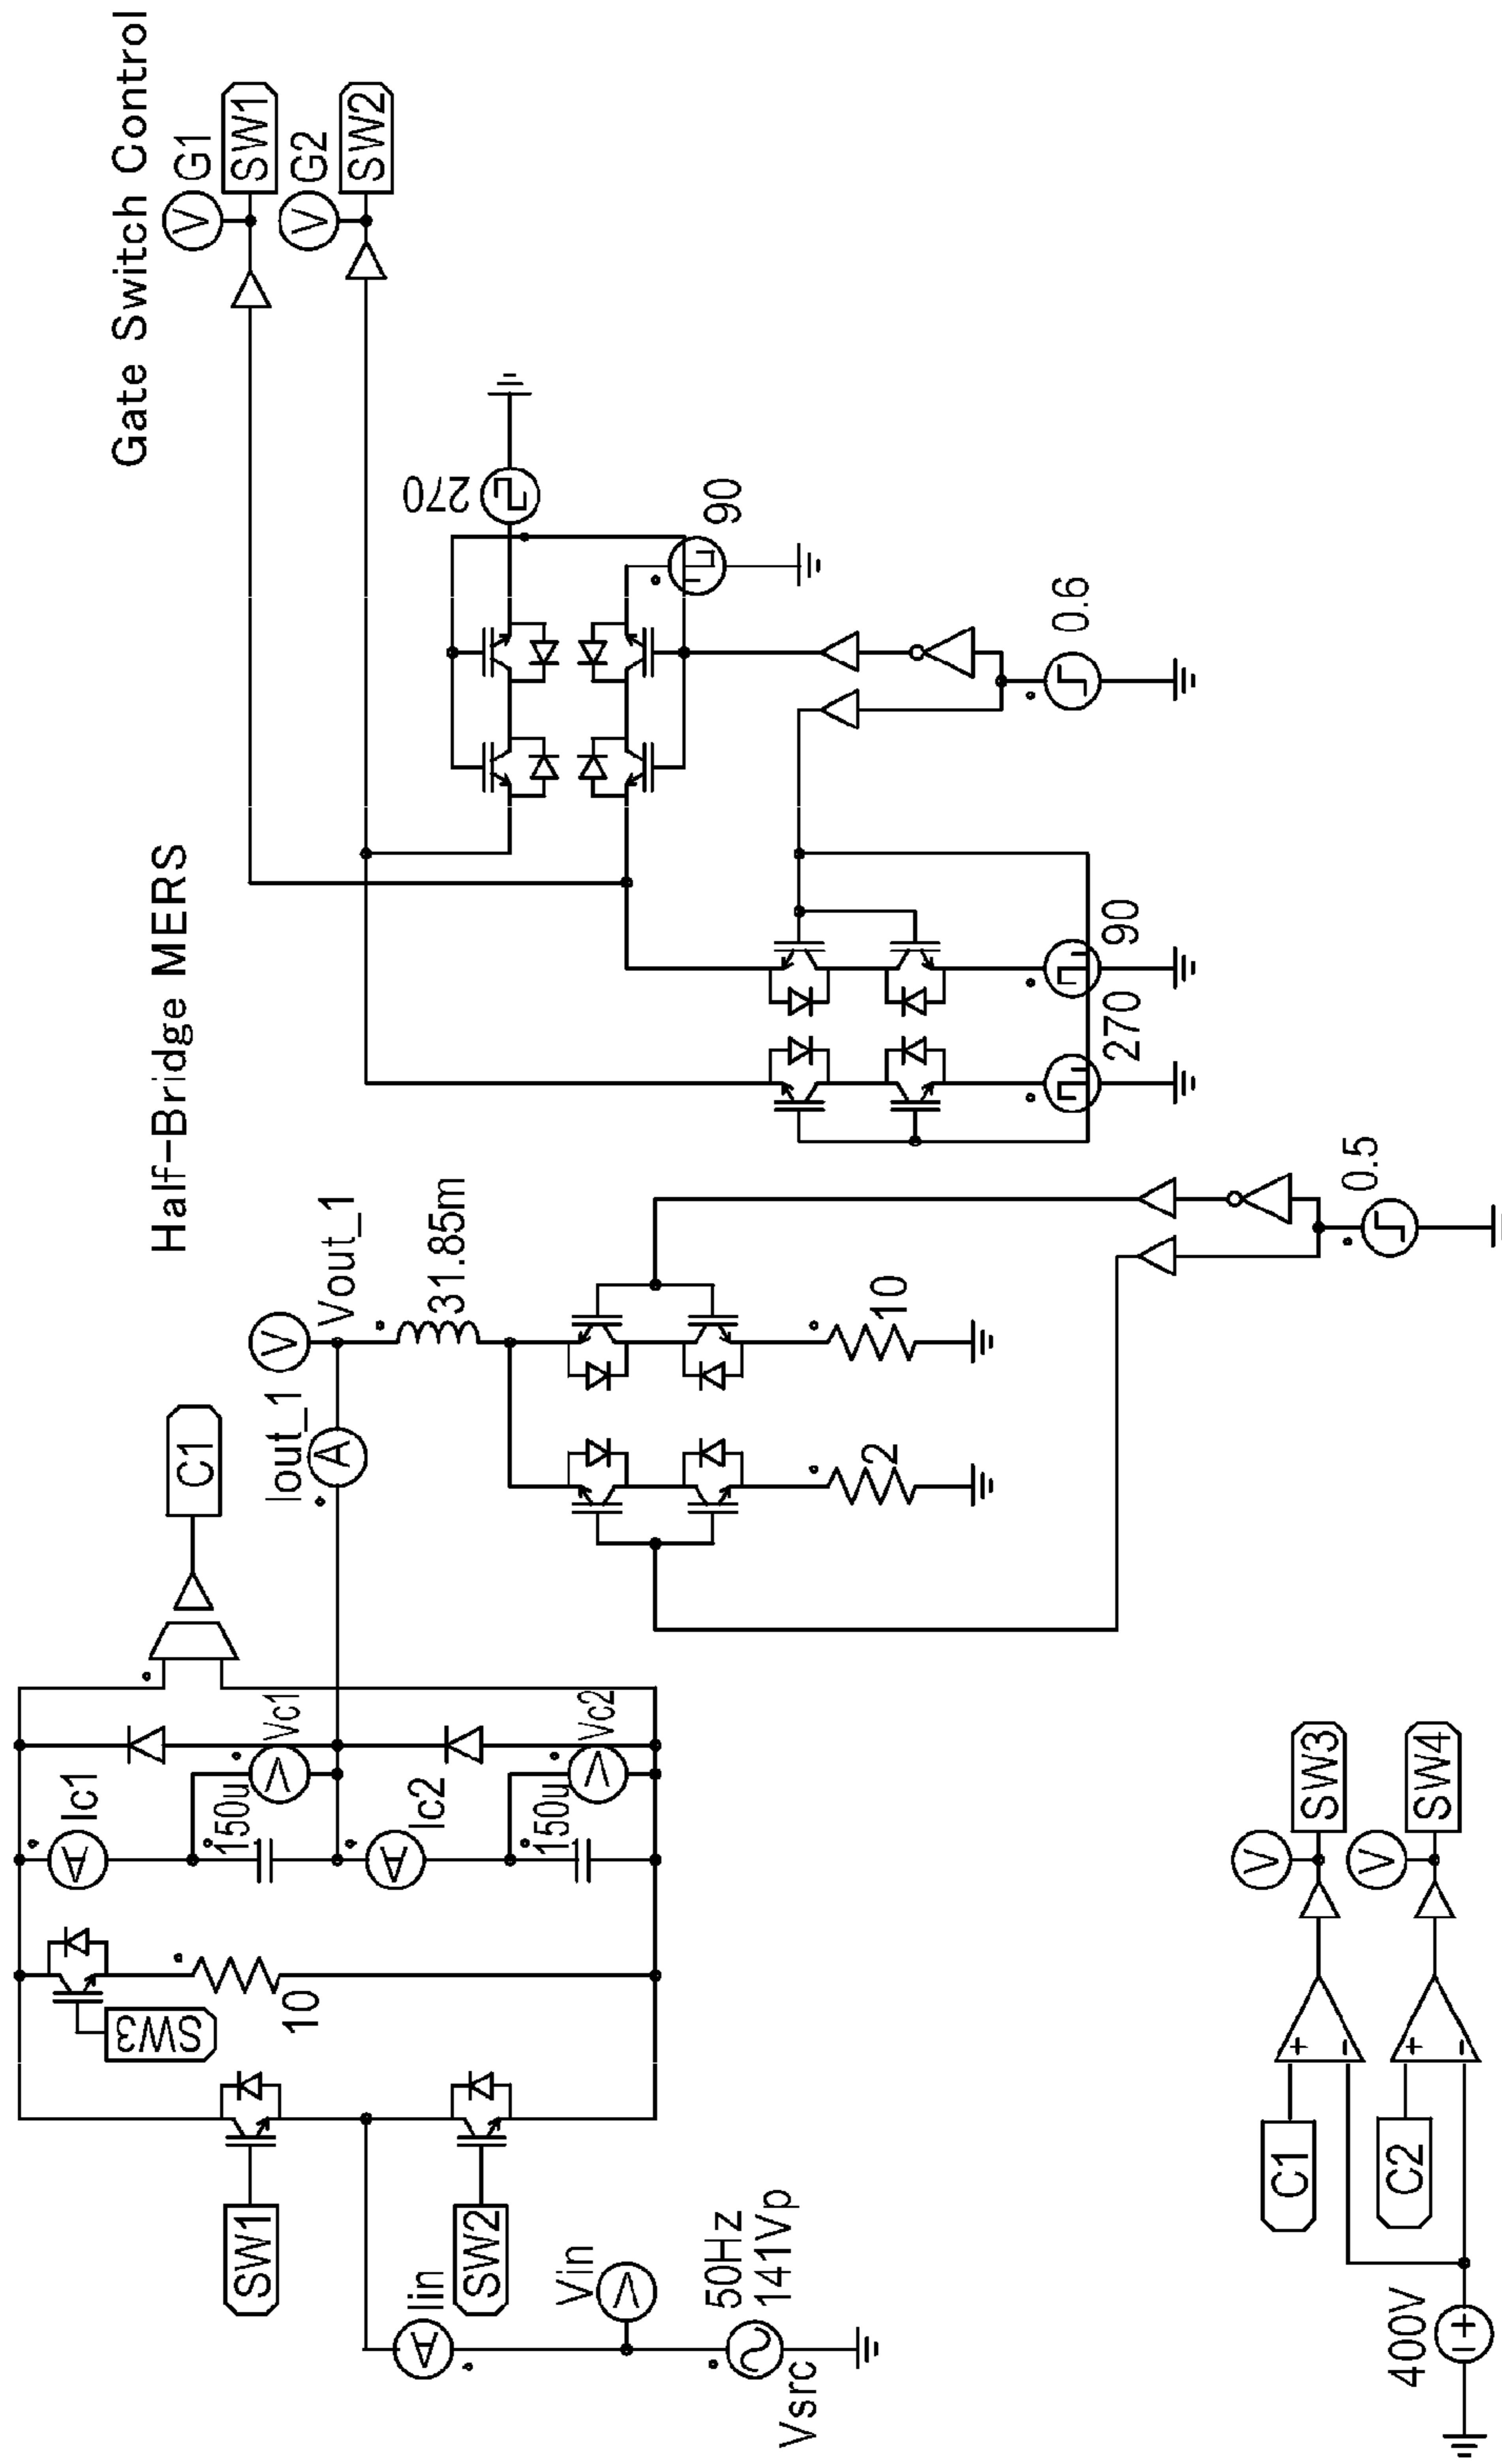 Half-Bridge MERS
Gate Switch Control
G1
V
SW1
G2
V
SW2
270
90
0.6
90
270
0.5
C1
Iout_1
A
V
Vout_1
31.85m
10
2
Ic1
A
Vc1
V
150u
Ic2
A
Vc2
V
150u
SW3
10
SW1
SW2
Iin
A
Vin
V
50Hz
141Vp
Vsrc
C1
+
-
V
SW3
C2
+
-
V
SW4
400V